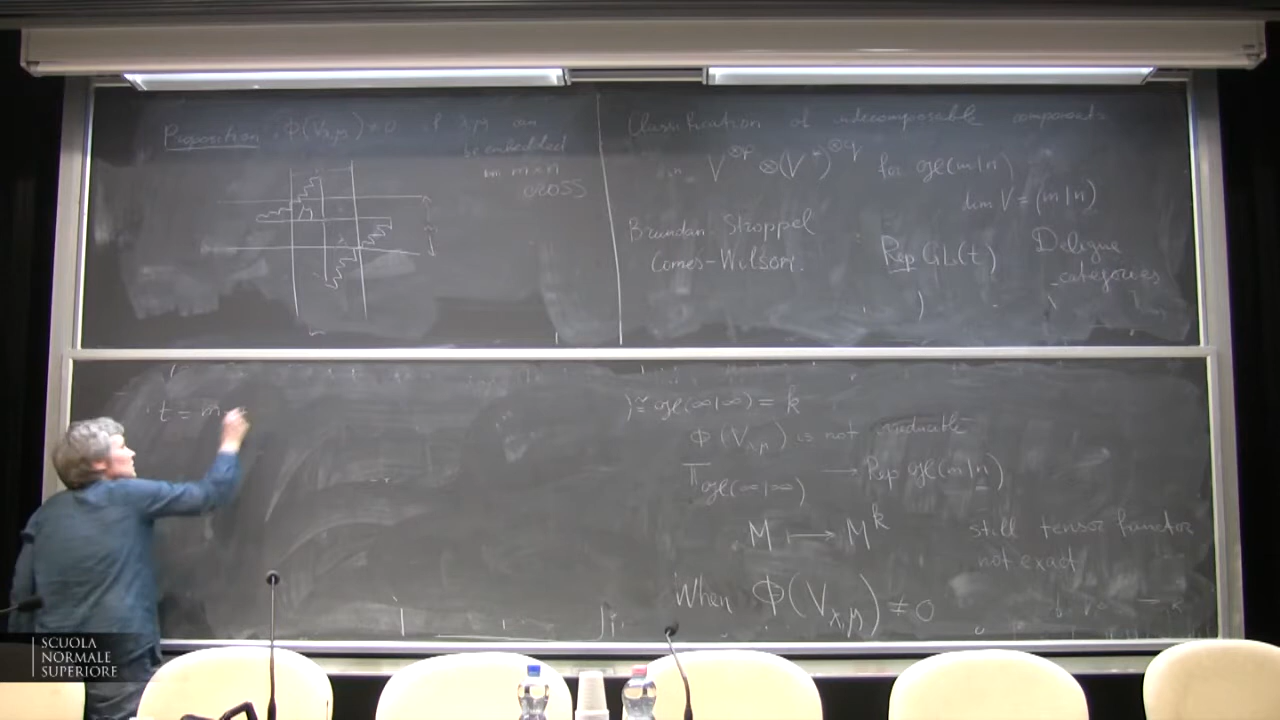 Proposition: Φ(V_{λ,μ}) ≠ 0 if λ,μ can
be embedded
in m×n
cross
Classification of indecomposable components
in V^{⊗p} ⊗ (V*)^{⊗q} for gl(m|n)
dim V = (m|n)
Brundan-Stroppel
Comes-Wilson.
Rep GL(t)
Deligne
categories
t = m
≅ gl(∞|∞) = k
Φ(V_{λ,μ}) is not irreducible
T_{gl(∞|∞)} → Rep gl(m|n)
M ↦ M^k
still tensor functor
not exact
When Φ(V_{λ,μ}) ≠ 0
SCUOLA
NORMALE
SUPERIORE